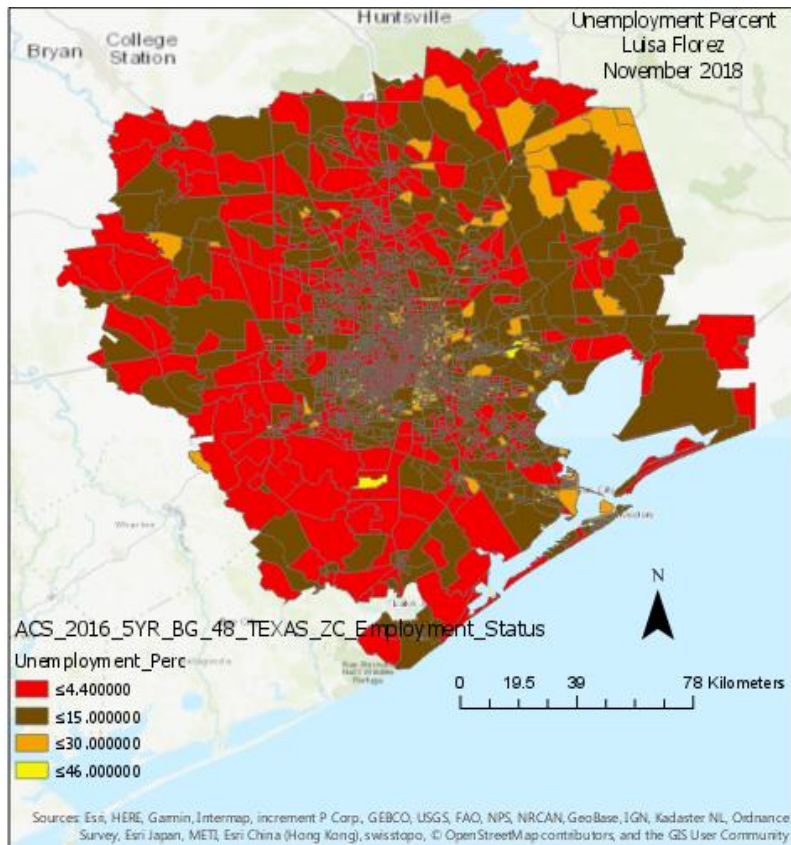 Huntsville
Unemployment Percent
Luisa Florez
November 2018
College
Station
Bryan
N
Wharton
Lake
ACS_2016_5YR_BG_48_TEXAS_ZC_Employment_Status
Unemployment_Perc
≤4.400000
≤15.000000
≤30.000000
≤46.000000
0 19.5 39 78 Kilometers
Sources: Esri, HERE, Garmin, Intermap, increment P Corp., GEBCO, USGS, FAO, NPS, NRCAN, GeoBase, IGN, Kadaster NL, Ordnance
Survey, Esri Japan, METI, Esri China (Hong Kong), swisstopo, © OpenStreetMap contributors, and the GIS User Community